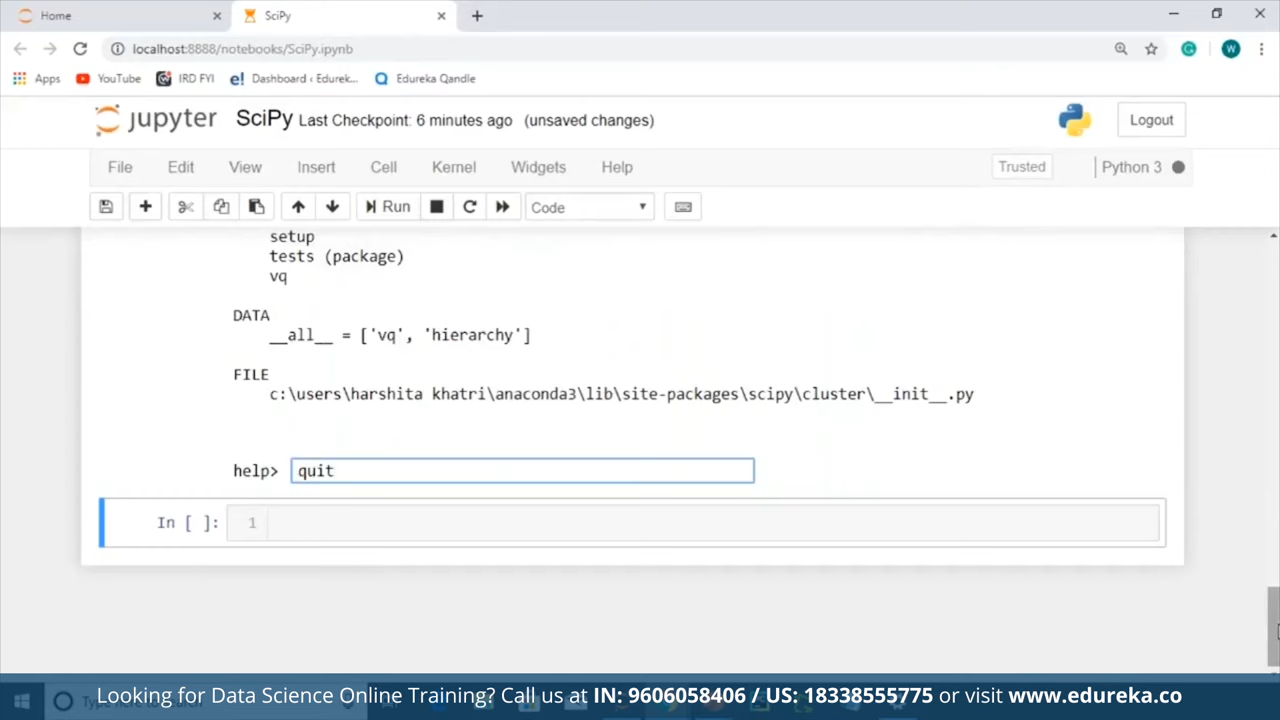 Home
SciPy
localhost:8888/notebooks/SciPy.ipynb
W
Apps YouTube IRD FYI e! Dashboard ‹ Edurek... Edureka Qandle
jupyter SciPy Last Checkpoint: 6 minutes ago (unsaved changes) Logout
File Edit View Insert Cell Kernel Widgets Help Trusted Python 3
Run Code
setup
tests (package)
vq
DATA
__all__ = ['vq', 'hierarchy']
FILE
c:\users\harshita khatri\anaconda3\lib\site-packages\scipy\cluster\__init__.py
help> quit
In [ ]: 1
Looking for Data Science Online Training? Call us at IN: 9606058406 / US: 18338555775 or visit www.edureka.co